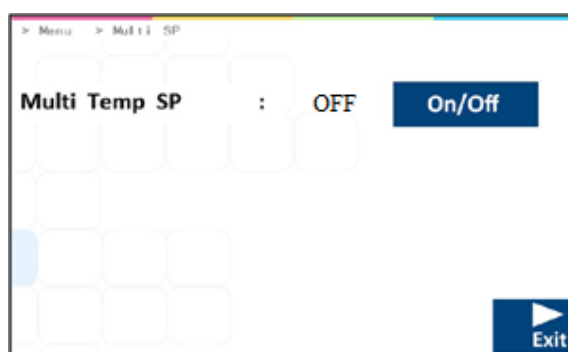 > Menu > Multi SP
Multi Temp SP : OFF On/Off
Exit